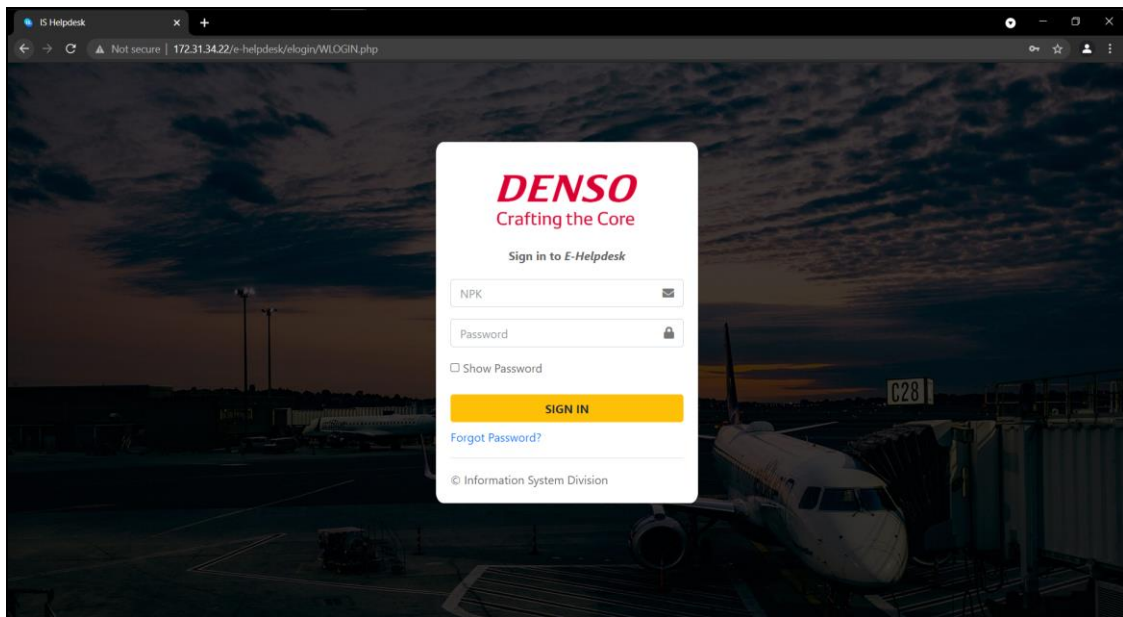 IS Helpdesk
Not secure | 172.31.34.22/e-helpdesk/elogin/WLOGIN.php
DENSO
Crafting the Core
Sign in to E-Helpdesk
NPK
Password
Show Password
SIGN IN
Forgot Password?
© Information System Division
C28